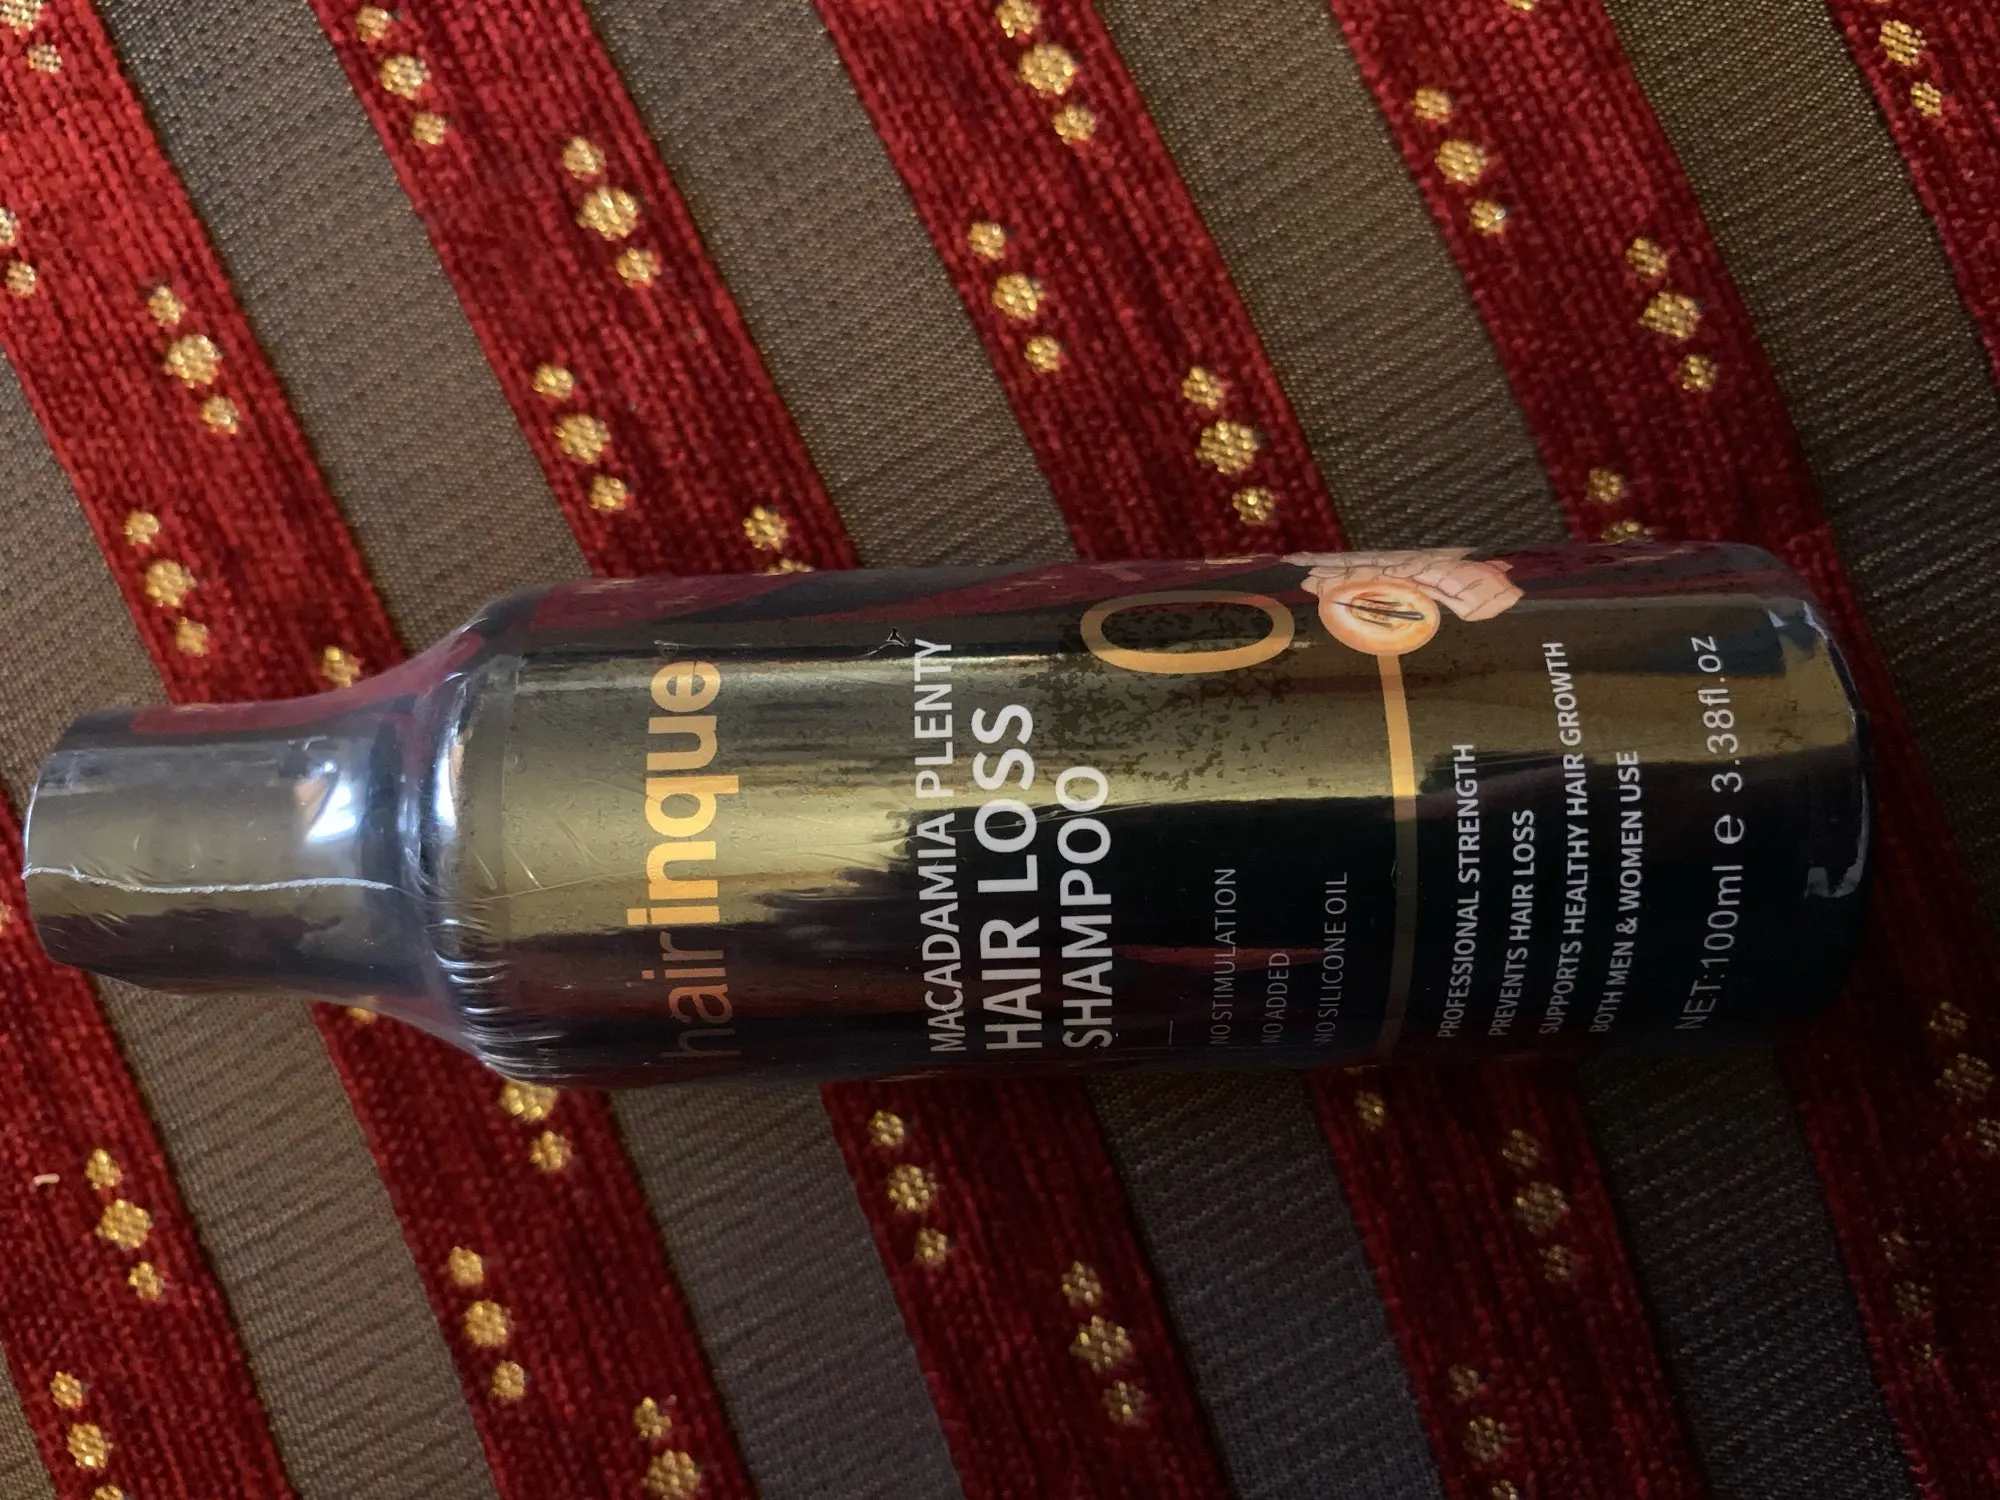 hairinque
MACADAMIA PLENTY
HAIR LOSS
SHAMPOO
NO STIMULATION
NO ADDED
NO SILICONE OIL
PROFESSIONAL STRENGTH
PREVENTS HAIR LOSS
SUPPORTS HEALTHY HAIR GROWTH
BOTH MEN & WOMEN USE
NET:100ml e 3.38fl.oz